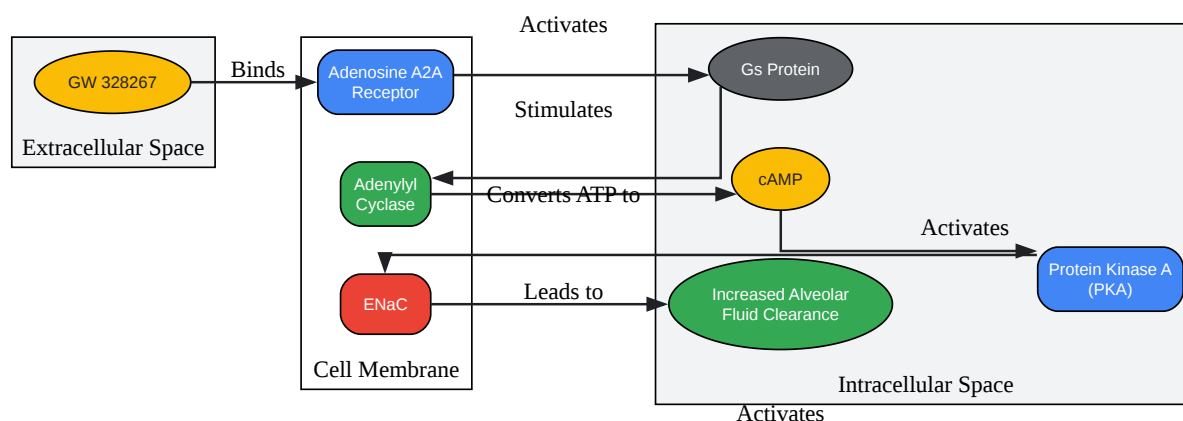 Activates
GW 328267
Binds
Adenosine A2A
Receptor
Gs Protein
Extracellular Space
Stimulates
Adenylyl
Cyclase
Converts ATP to
cAMP
Activates
Protein Kinase A
(PKA)
ENaC
Leads to
Increased Alveolar
Fluid Clearance
Cell Membrane
Intracellular Space
Activates